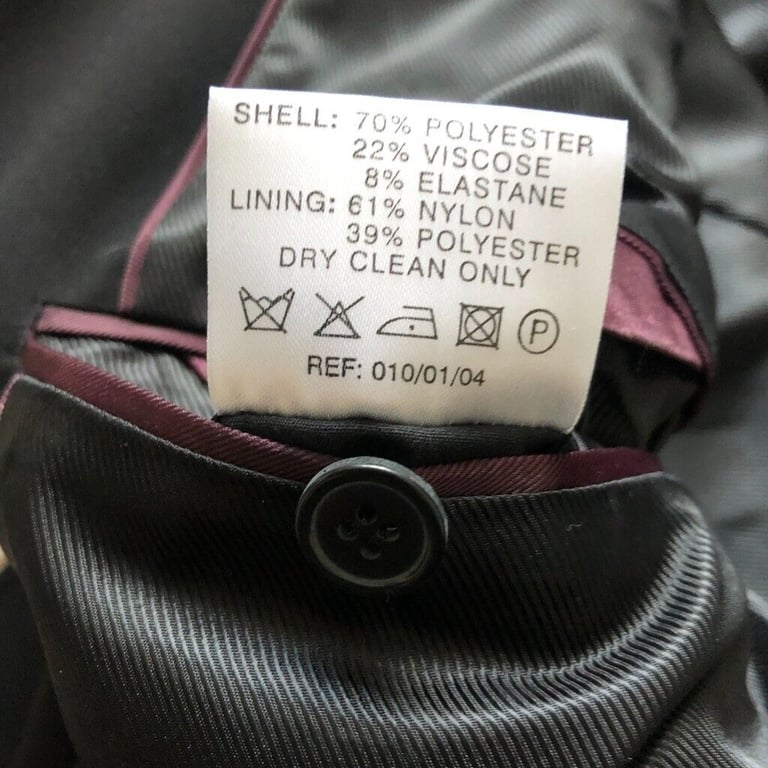 SHELL: 70% POLYESTER
22% VISCOSE
8% ELASTANE
LINING: 61% NYLON
39% POLYESTER
DRY CLEAN ONLY
P
REF: 010/01/04